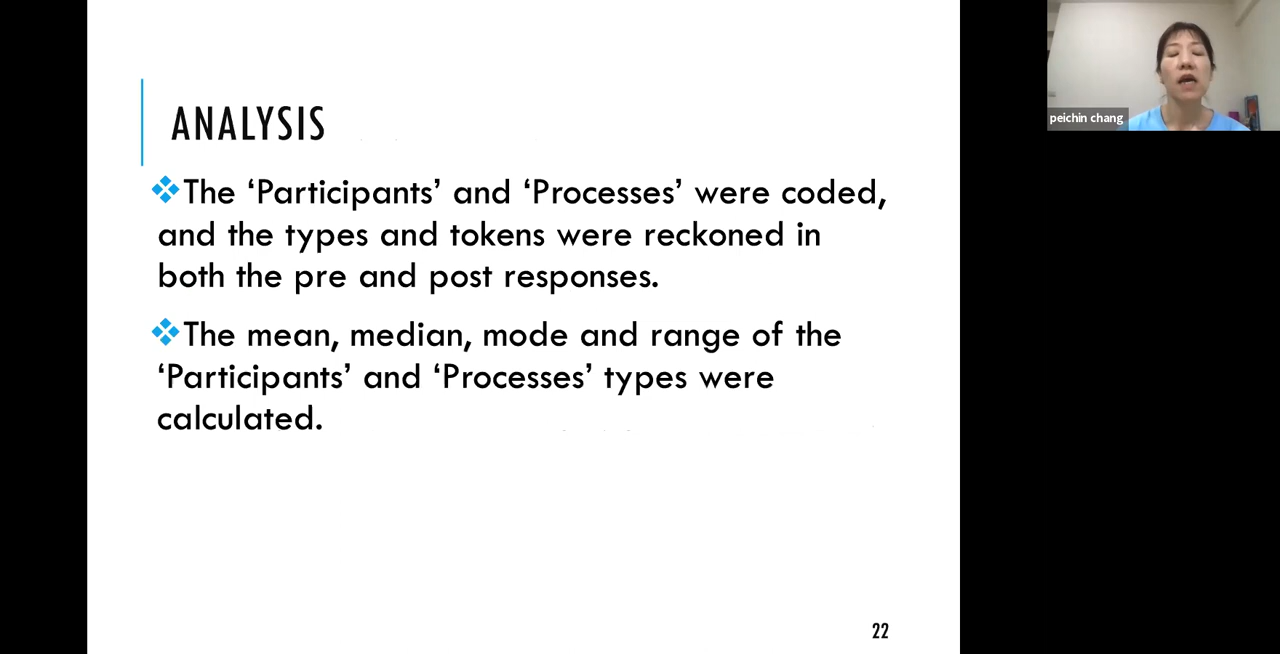 ANALYSIS
❖The ‘Participants’ and ‘Processes’ were coded,
and the types and tokens were reckoned in
both the pre and post responses.
❖The mean, median, mode and range of the
‘Participants’ and ‘Processes’ types were
calculated.
22
peichin chang